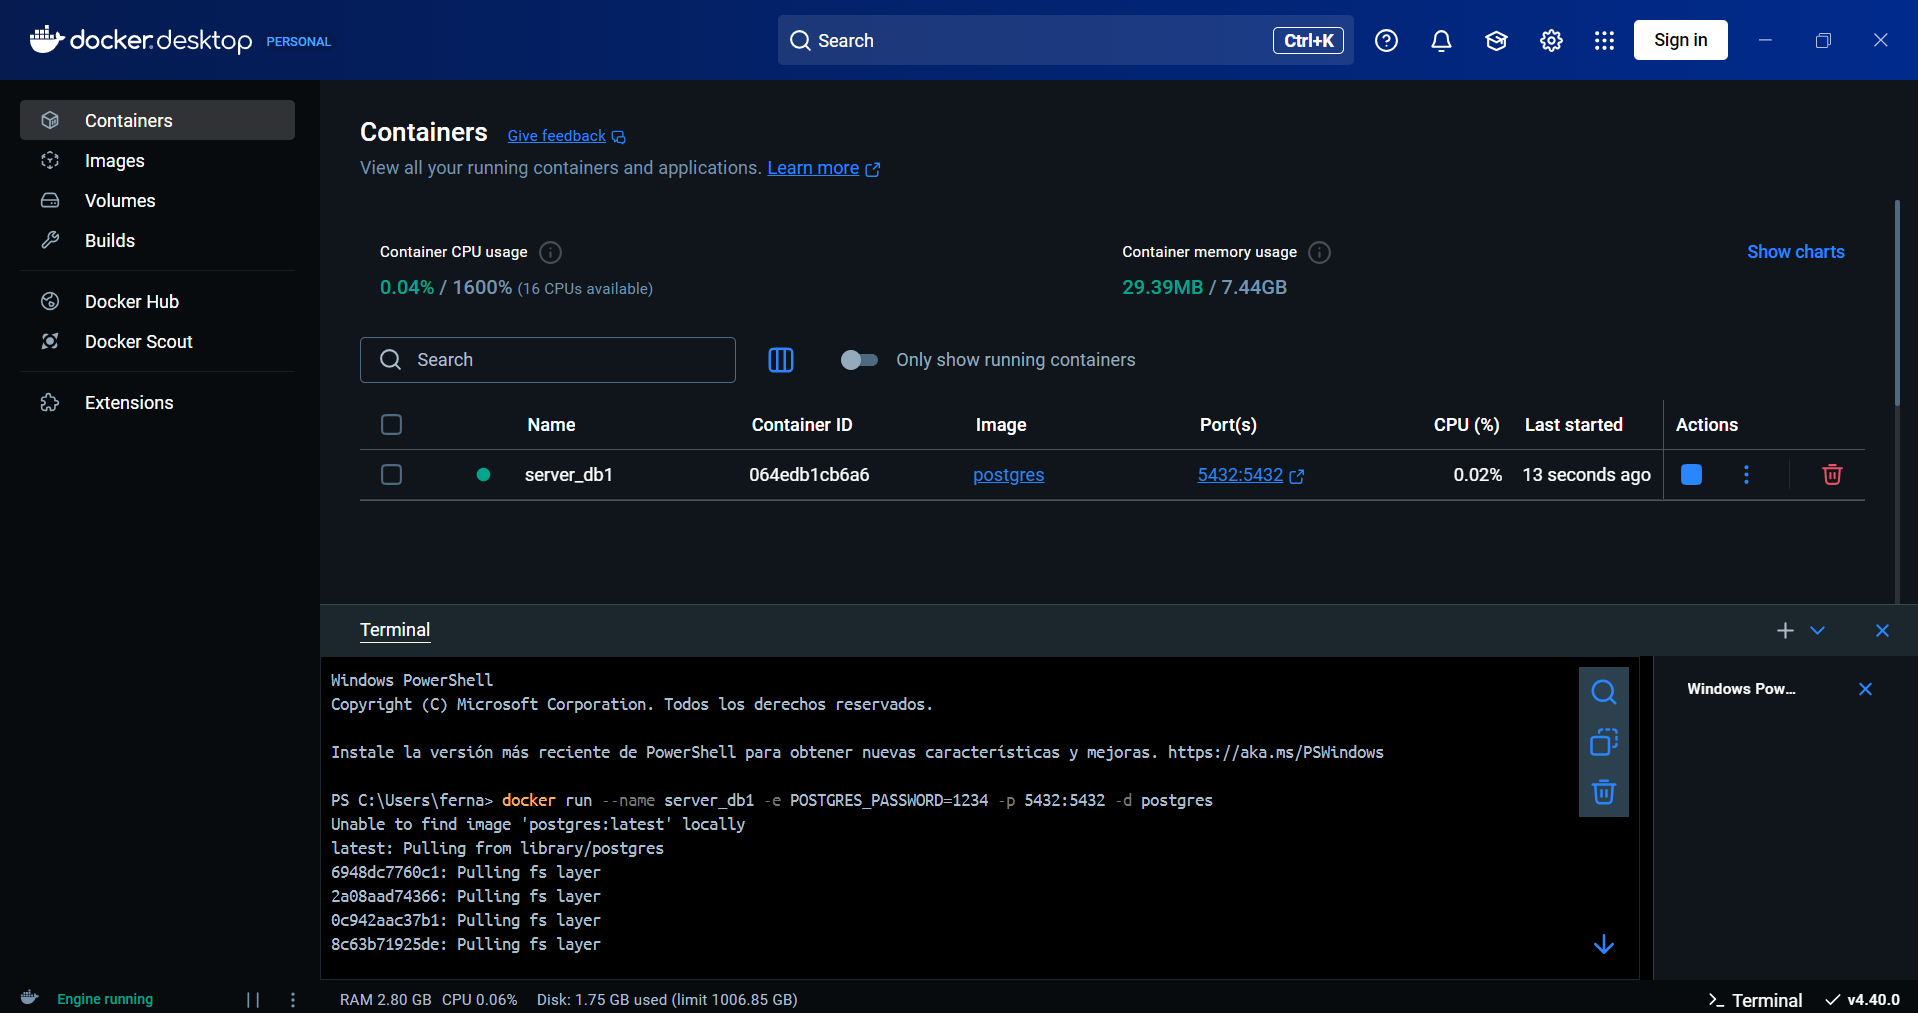 docker.desktop PERSONAL
Search Ctrl+K
Sign in
Containers
Images
Volumes
Builds
Docker Hub
Docker Scout
Extensions
Containers Give feedback
View all your running containers and applications. Learn more
Container CPU usage
0.04% / 1600% (16 CPUs available)
Container memory usage
29.39MB / 7.44GB
Show charts
Search
Only show running containers
Name Container ID Image Port(s) CPU (%) Last started Actions
server_db1 064edb1cb6a6 postgres 5432:5432 0.02% 13 seconds ago
Terminal
Windows PowerShell
Copyright (C) Microsoft Corporation. Todos los derechos reservados.
Instale la versión más reciente de PowerShell para obtener nuevas características y mejoras. https://aka.ms/PSWindows
PS C:\Users\ferna> docker run --name server_db1 -e POSTGRES_PASSWORD=1234 -p 5432:5432 -d postgres
Unable to find image 'postgres:latest' locally
latest: Pulling from library/postgres
6948dc7760c1: Pulling fs layer
2a08aad74366: Pulling fs layer
0c942aac37b1: Pulling fs layer
8c63b71925de: Pulling fs layer
Windows Pow...
Engine running
RAM 2.80 GB CPU 0.06% Disk: 1.75 GB used (limit 1006.85 GB)
Terminal
v4.40.0